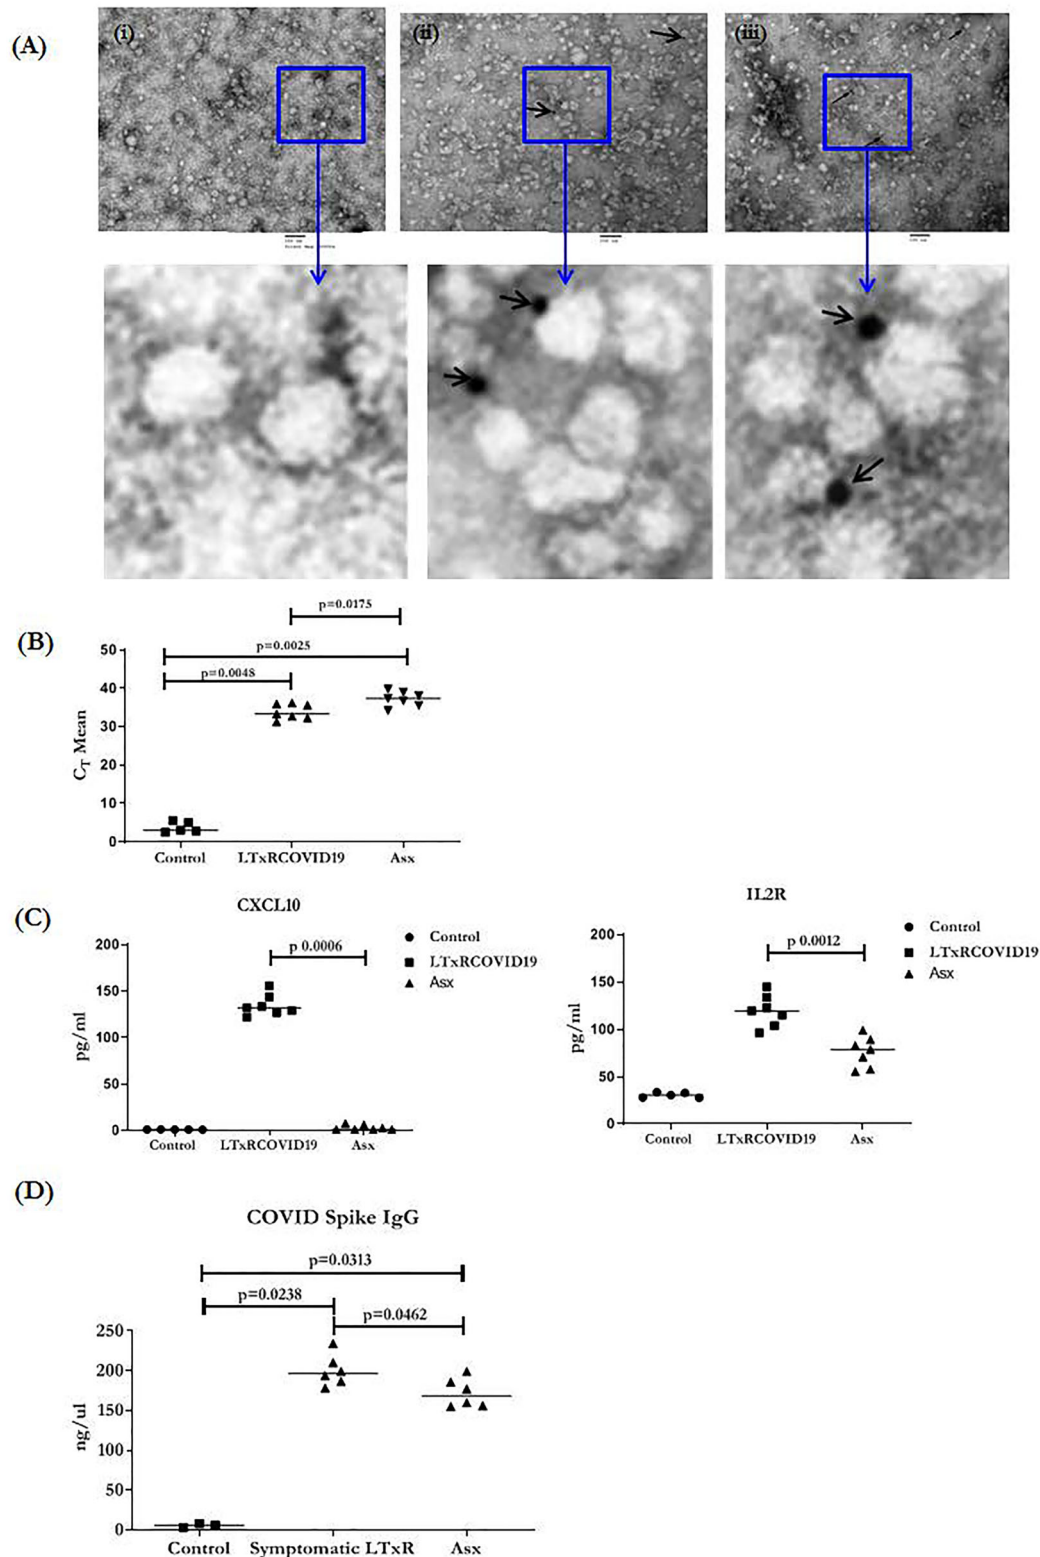 (A)
(i)
(ii)
(iii)
(B)
p=0.0175
p=0.0025
p=0.0048
50
40
30
20
10
0
C_T Mean
Control LTxRCOVID19 Asx
(C)
CXCL10
200
150
100
50
0
pg/ml
p 0.0006
Control
LTxRCOVID19
Asx
Control LTxRCOVID19 Asx
IL2R
200
150
100
50
0
pg/ml
p 0.0012
Control
LTxRCOVID19
Asx
Control LTxRCOVID19 Asx
(D)
COVID Spike IgG
p=0.0313
p=0.0238
p=0.0462
250
200
150
100
50
0
ng/ul
Control Symptomatic LTxR Asx